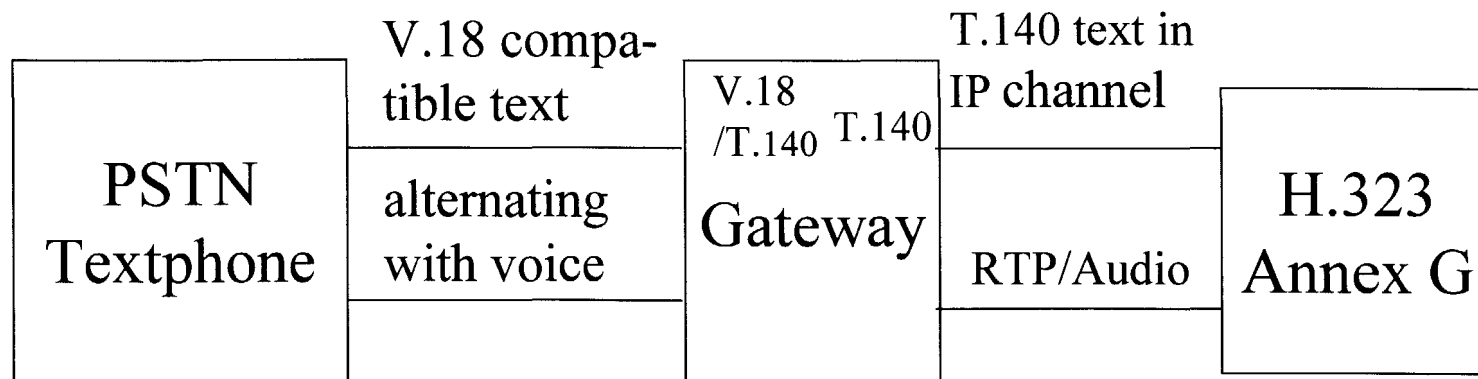 PSTN
Textphone
V.18 compa-
tible text
alternating
with voice
V.18
/T.140 T.140
Gateway
T.140 text in
IP channel
RTP/Audio
H.323
Annex G